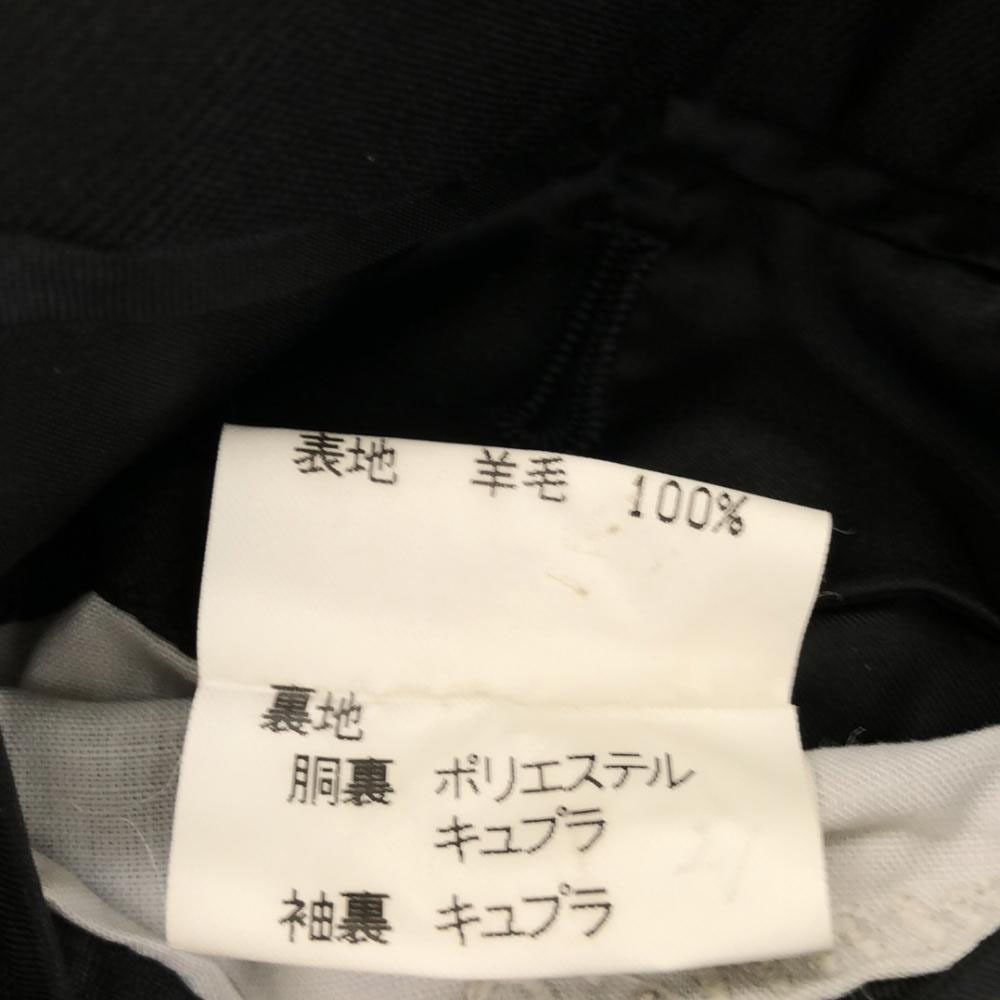 表地 羊毛 100%
裏地
胴裏 ポリエステル
キュプラ
袖裏 キュプラ